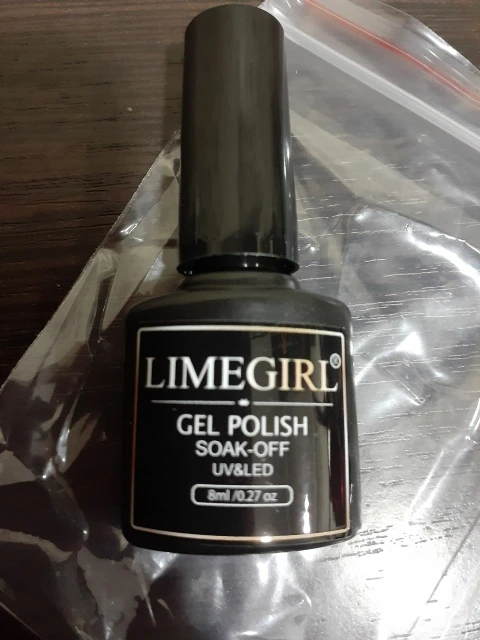 LIMEGIRL®
GEL POLISH
SOAK-OFF
UV&LED
8ml /0.27 oz